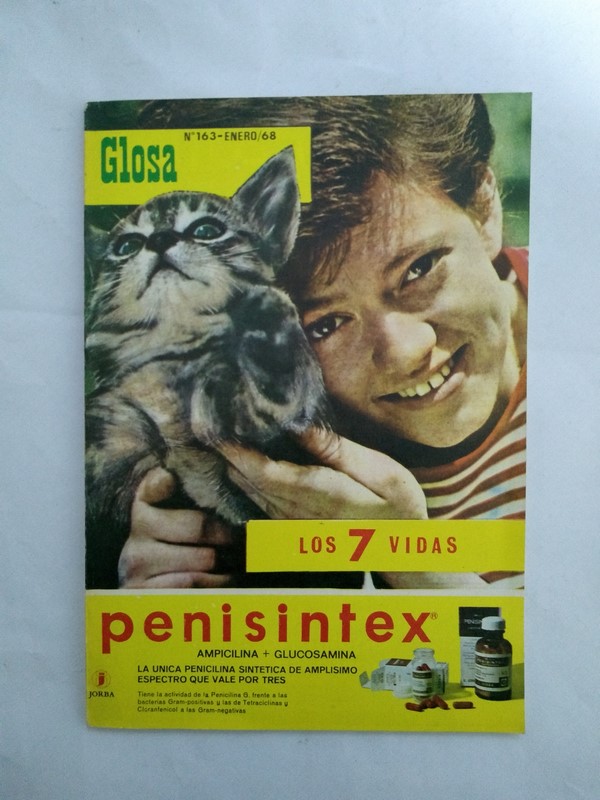 Nº 163-ENERO/68
Glosa
LOS 7 VIDAS
penisintex®
AMPICILINA + GLUCOSAMINA
LA UNICA PENICILINA SINTETICA DE AMPLISIMO
ESPECTRO QUE VALE POR TRES
JORBA
Tiene la actividad de la Penicilina G. frente a las
bacterias Gram-positivas y las de Tetraciclinas y
Cloranfenicol a las Gram-negativas